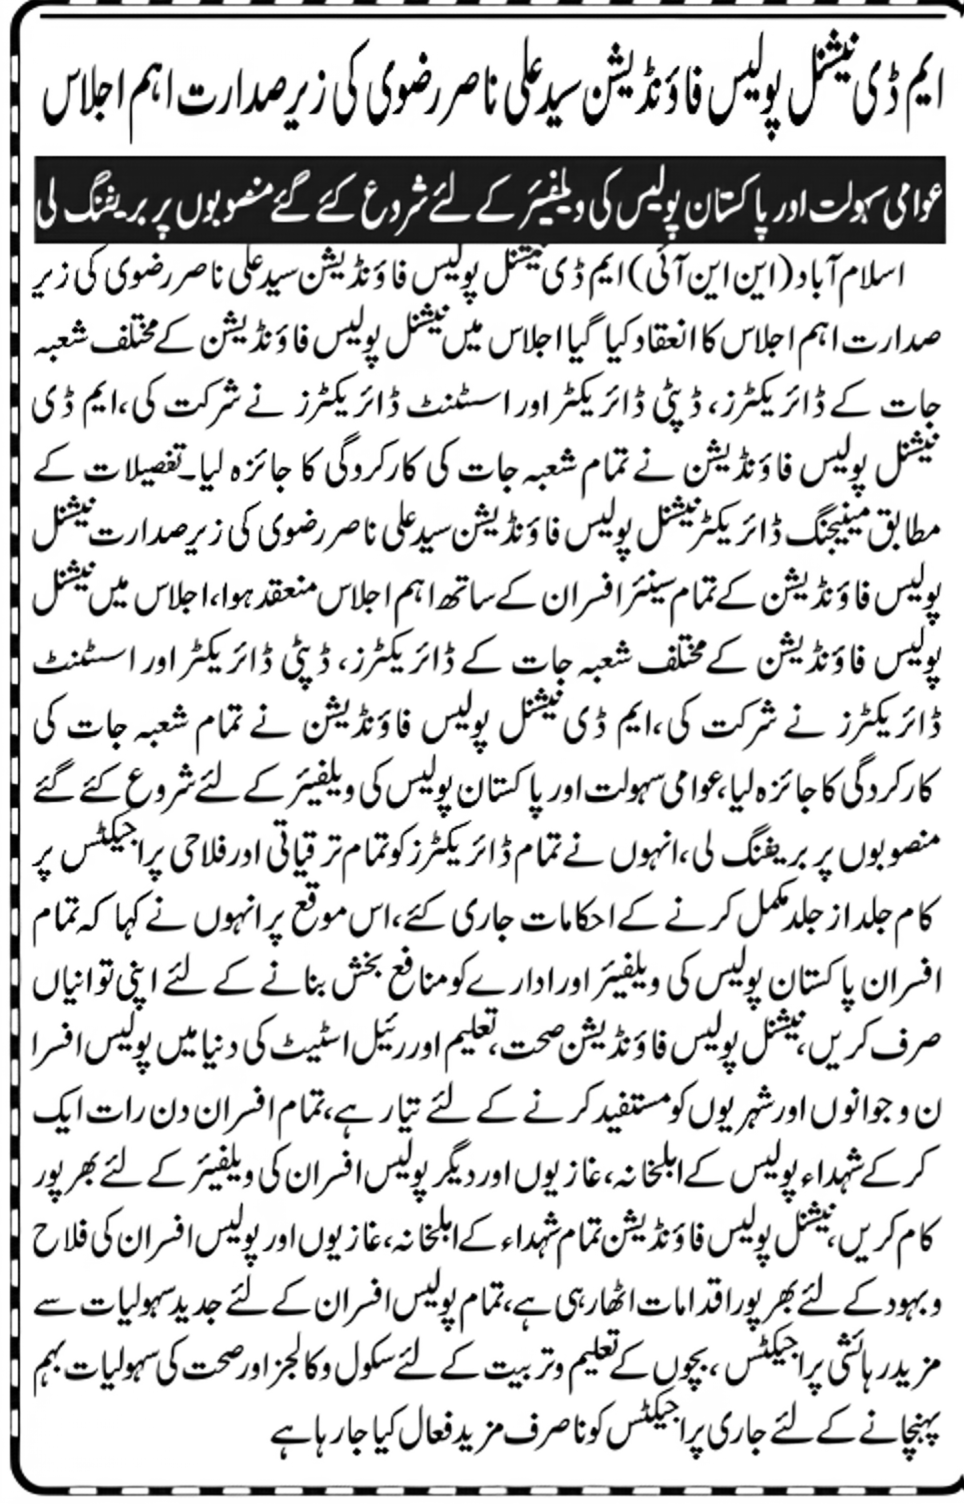 ایم ڈی نیشنل پولیس فاؤنڈیشن سید علی ناصر رضوی کی زیر صدارت اہم اجلاس
عوامی سہولت اور پاکستان پولیس کی ویلفیئر کے لئے شروع کئے گئے منصوبوں پر بریفنگ لی
اسلام آباد (این این آئی) ایم ڈی نیشنل پولیس فاؤنڈیشن سید علی ناصر رضوی کی زیر
صدارت اہم اجلاس کا انعقاد کیا گیا اجلاس میں نیشنل پولیس فاؤنڈیشن کے مختلف شعبہ
جات کے ڈائریکٹرز، ڈپٹی ڈائریکٹر اور اسسٹنٹ ڈائریکٹرز نے شرکت کی، ایم ڈی
نیشنل پولیس فاؤنڈیشن نے تمام شعبہ جات کی کارکردگی کا جائزہ لیا۔ تفصیلات کے
مطابق مینیجنگ ڈائریکٹر نیشنل پولیس فاؤنڈیشن سید علی ناصر رضوی کی زیر صدارت نیشنل
پولیس فاؤنڈیشن کے تمام سینئر افسران کے ساتھ اہم اجلاس منعقد ہوا، اجلاس میں نیشنل
پولیس فاؤنڈیشن کے مختلف شعبہ جات کے ڈائریکٹرز، ڈپٹی ڈائریکٹر اور اسسٹنٹ
ڈائریکٹرز نے شرکت کی، ایم ڈی نیشنل پولیس فاؤنڈیشن نے تمام شعبہ جات کی
کارکردگی کا جائزہ لیا، عوامی سہولت اور پاکستان پولیس کی ویلفیئر کے لئے شروع کئے گئے
منصوبوں پر بریفنگ لی، انہوں نے تمام ڈائریکٹرز کو تمام ترقیاتی اور فلاحی پراجیکٹس پر
کام جلد از جلد مکمل کرنے کے احکامات جاری کئے، اس موقع پر انہوں نے کہا کہ تمام
افسران پاکستان پولیس کی ویلفیئر اور ادارے کو منافع بخش بنانے کے لئے اپنی توانیاں
صرف کریں، نیشنل پولیس فاؤنڈیشن صحت، تعلیم اور رئیل اسٹیٹ کی دنیا میں پولیس افسرا
ن و جوانوں اور شہریوں کو مستفید کرنے کے لئے تیار ہے، تمام افسران دن رات ایک
کر کے شہداء پولیس کے اہلخانہ، غازیوں اور دیگر پولیس افسران کی ویلفیئر کے لئے بھرپور
کام کریں، نیشنل پولیس فاؤنڈیشن تمام شہداء کے اہلخانہ، غازیوں اور پولیس افسران کی فلاح
و بہود کے لئے بھرپور اقدامات اٹھا رہی ہے، تمام پولیس افسران کے لئے جدید سہولیات سے
مزید رہائشی پراجیکٹس ، بچوں کے تعلیم و تربیت کے لئے سکول و کالجز اور صحت کی سہولیات بہم
پہنچانے کے لئے جاری پراجیکٹس کو نا صرف مزید فعال کیا جا رہا ہے